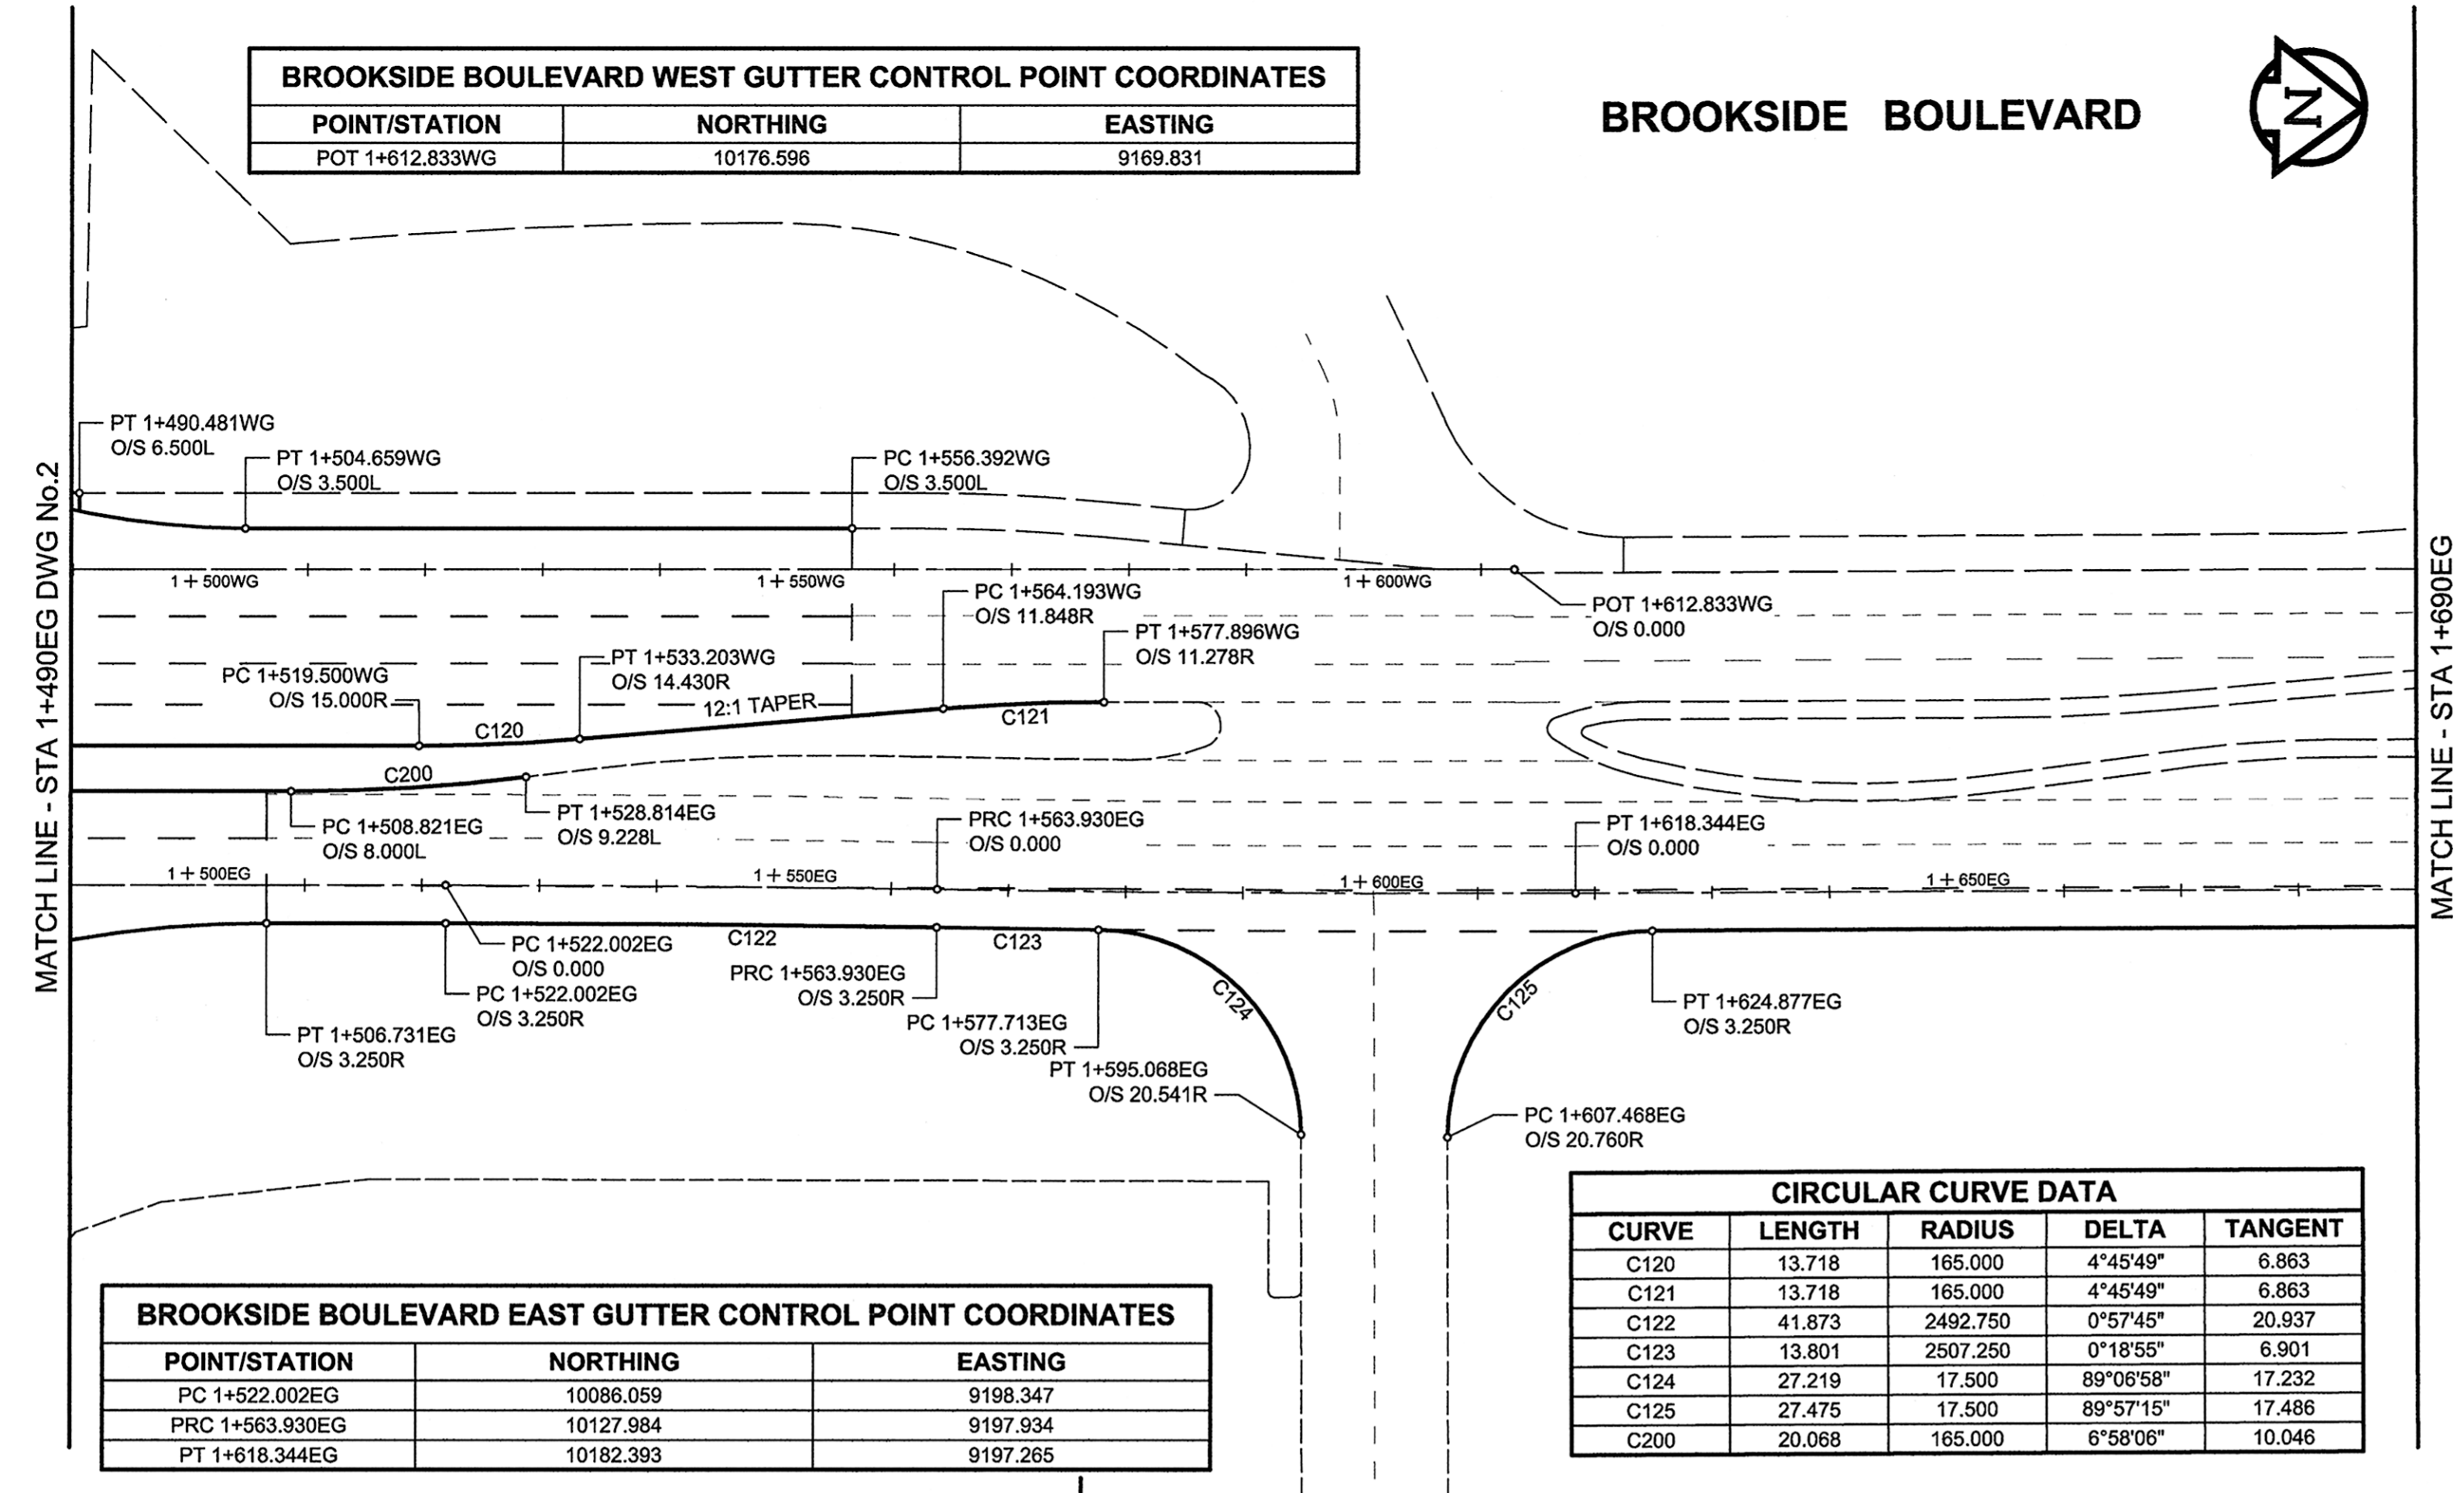 BROOKSIDE BOULEVARD WEST GUTTER CONTROL POINT COORDINATES
POINT/STATION NORTHING EASTING
POT 1+612.833WG 10176.596 9169.831
BROOKSIDE BOULEVARD
N
MATCH LINE - STA 1+490EG DWG No.2
PT 1+490.481WG
O/S 6.500L
PT 1+504.659WG
O/S 3.500L
PC 1+556.392WG
O/S 3.500L
1+500WG
1+550WG
1+600WG
PC 1+564.193WG
O/S 11.848R
POT 1+612.833WG
O/S 0.000
PT 1+577.896WG
O/S 11.278R
PT 1+533.203WG
O/S 14.430R
PC 1+519.500WG
O/S 15.000R
12:1 TAPER
C120
C121
C200
PC 1+508.821EG
O/S 8.000L
PT 1+528.814EG
O/S 9.228L
PRC 1+563.930EG
O/S 0.000
PT 1+618.344EG
O/S 0.000
1+500EG
1+550EG
1+600EG
1+650EG
PC 1+522.002EG
O/S 0.000
PC 1+522.002EG
O/S 3.250R
C122
C123
PRC 1+563.930EG
O/S 3.250R
PC 1+577.713EG
O/S 3.250R
C124
C125
PT 1+624.877EG
O/S 3.250R
PT 1+506.731EG
O/S 3.250R
PT 1+595.068EG
O/S 20.541R
PC 1+607.468EG
O/S 20.760R
MATCH LINE - STA 1+690EG
CIRCULAR CURVE DATA
CURVE LENGTH RADIUS DELTA TANGENT
C120 13.718 165.000 4°45'49" 6.863
C121 13.718 165.000 4°45'49" 6.863
C122 41.873 2492.750 0°57'45" 20.937
C123 13.801 2507.250 0°18'55" 6.901
C124 27.219 17.500 89°06'58" 17.232
C125 27.475 17.500 89°57'15" 17.486
C200 20.068 165.000 6°58'06" 10.046
BROOKSIDE BOULEVARD EAST GUTTER CONTROL POINT COORDINATES
POINT/STATION NORTHING EASTING
PC 1+522.002EG 10086.059 9198.347
PRC 1+563.930EG 10127.984 9197.934
PT 1+618.344EG 10182.393 9197.265